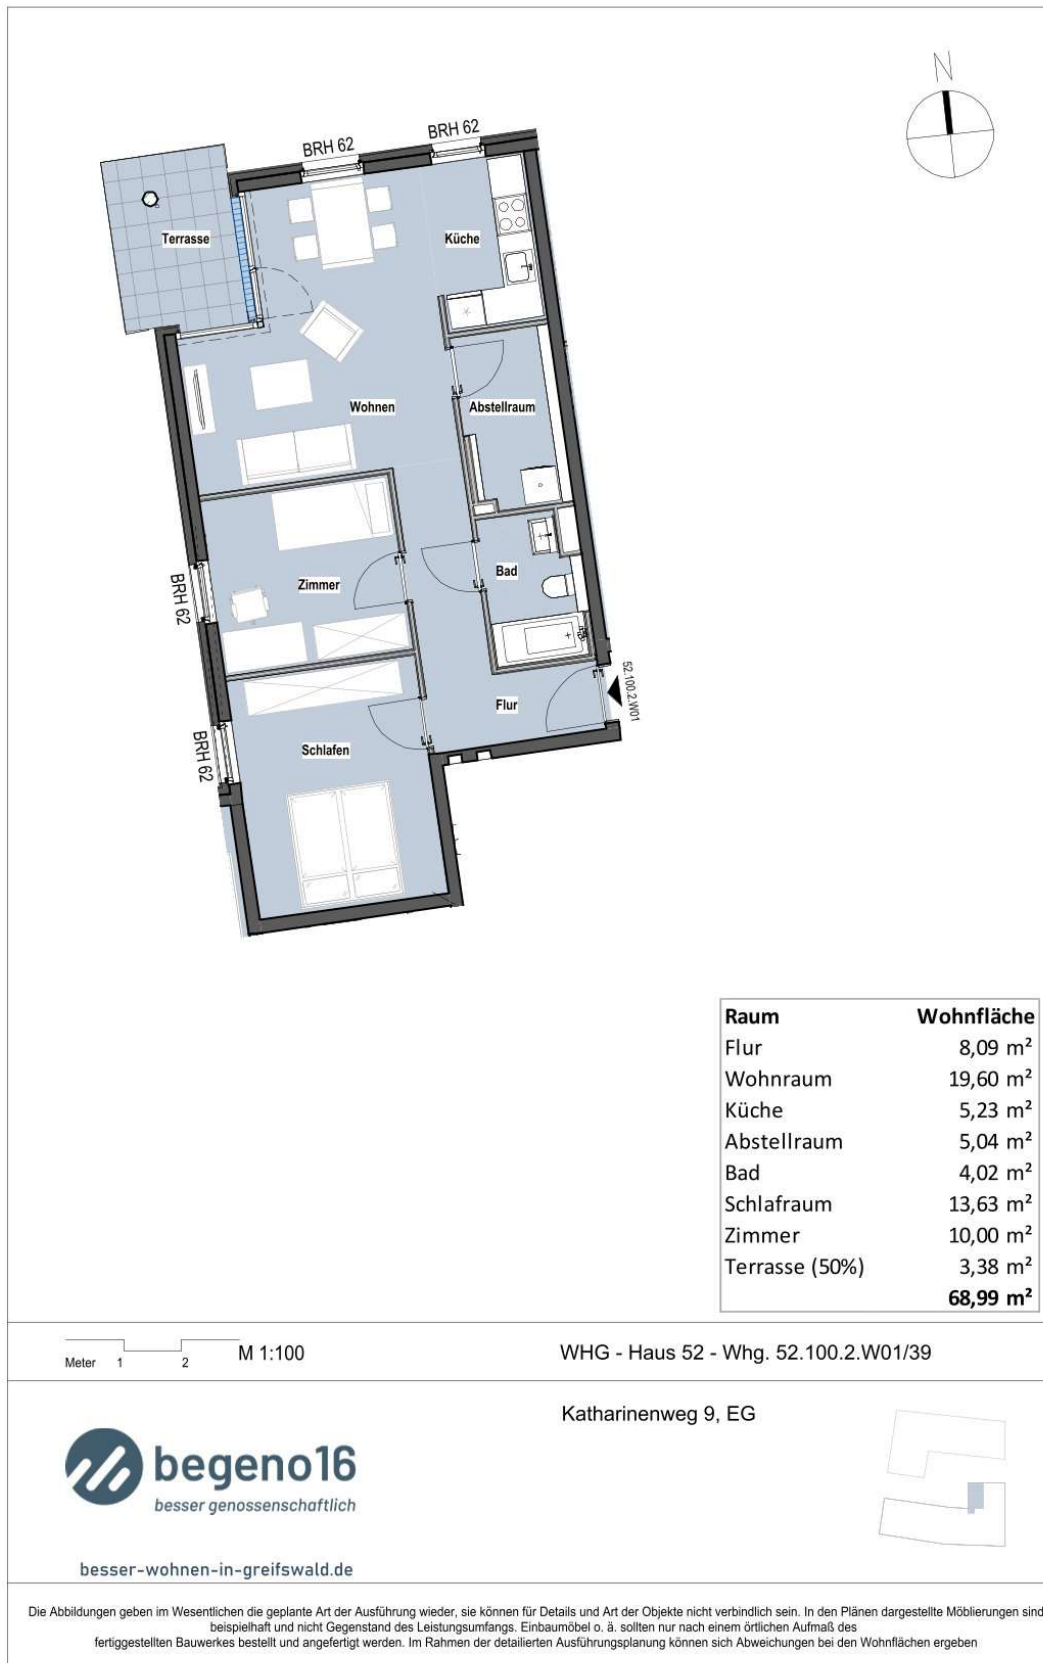 N
BRH 62
BRH 62
Terrasse
Küche
Wohnen
Abstellraum
Zimmer
Bad
BRH 62
Flur
52.100.2.W01
Schlafen
BRH 62
Raum Wohnfläche
Flur 8,09 m²
Wohnraum 19,60 m²
Küche 5,23 m²
Abstellraum 5,04 m²
Bad 4,02 m²
Schlafraum 13,63 m²
Zimmer 10,00 m²
Terrasse (50%) 3,38 m²
68,99 m²
Meter 1 2 M 1:100
WHG - Haus 52 - Whg. 52.100.2.W01/39
Katharinenweg 9, EG
begeno16
besser genossenschaftlich
besser-wohnen-in-greifswald.de
Die Abbildungen geben im Wesentlichen die geplante Art der Ausführung wieder, sie können für Details und Art der Objekte nicht verbindlich sein. In den Plänen dargestellte Möblierungen sind
beispielhaft und nicht Gegenstand des Leistungsumfangs. Einbaumöbel o. ä. sollten nur nach einem örtlichen Aufmaß des
fertiggestellten Bauwerkes bestellt und angefertigt werden. Im Rahmen der detailierten Ausführungsplanung können sich Abweichungen bei den Wohnflächen ergeben